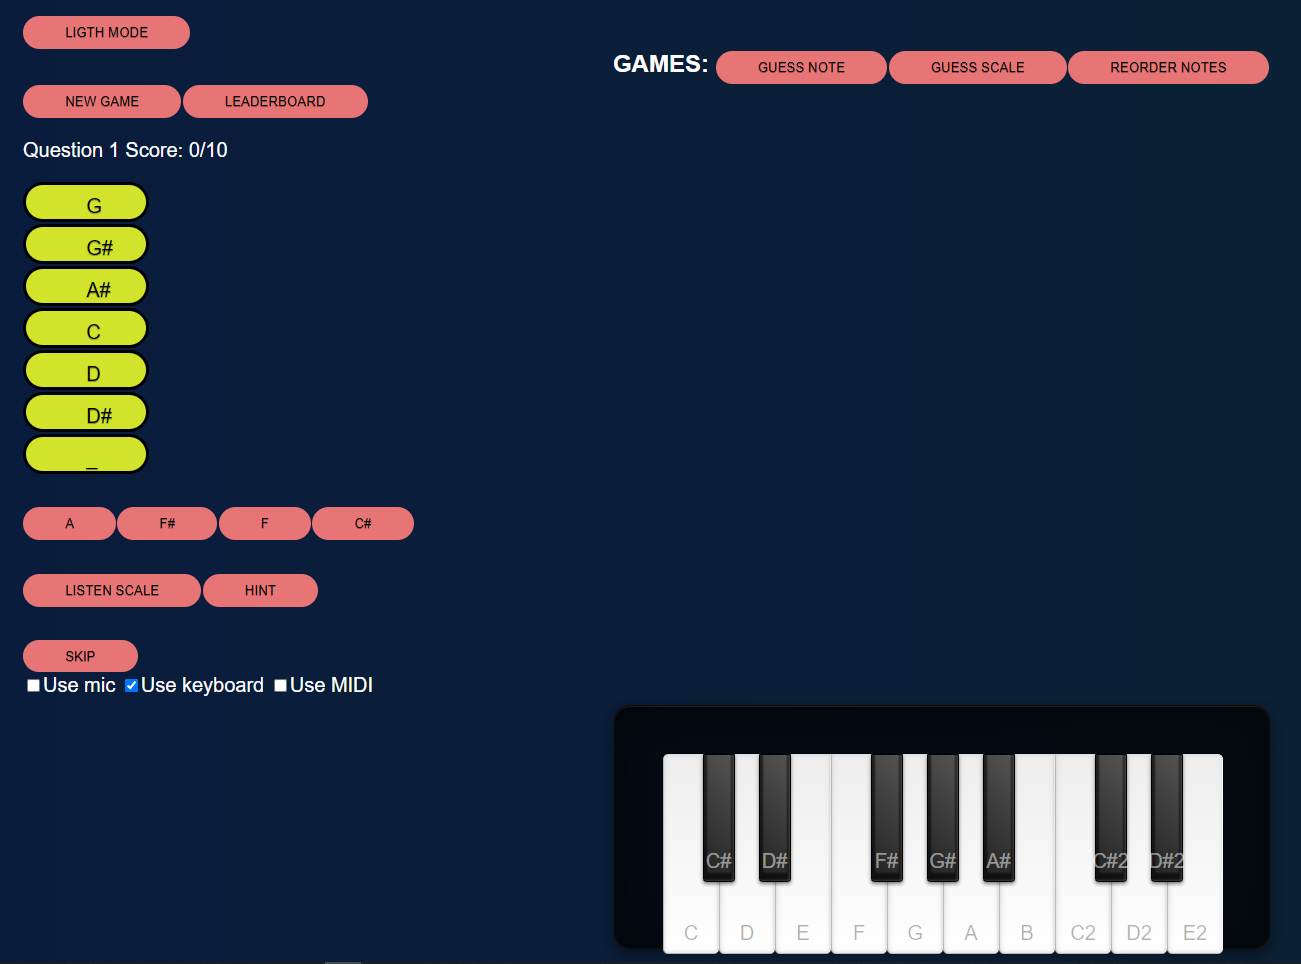 LIGTH MODE
GAMES: GUESS NOTE GUESS SCALE REORDER NOTES
NEW GAME LEADERBOARD
Question 1 Score: 0/10
G
G#
A#
C
D
D#
_
A F# F C#
LISTEN SCALE HINT
SKIP
Use mic Use keyboard Use MIDI
C# D# F# G# A# C#2 D#2
C D E F G A B C2 D2 E2